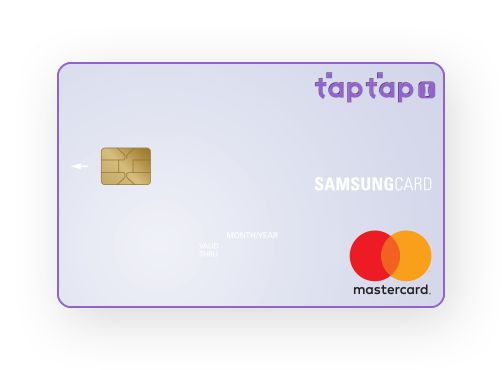 taptap I
SAMSUNGCARD
MONTH/YEAR
VALID
THRU
mastercard.